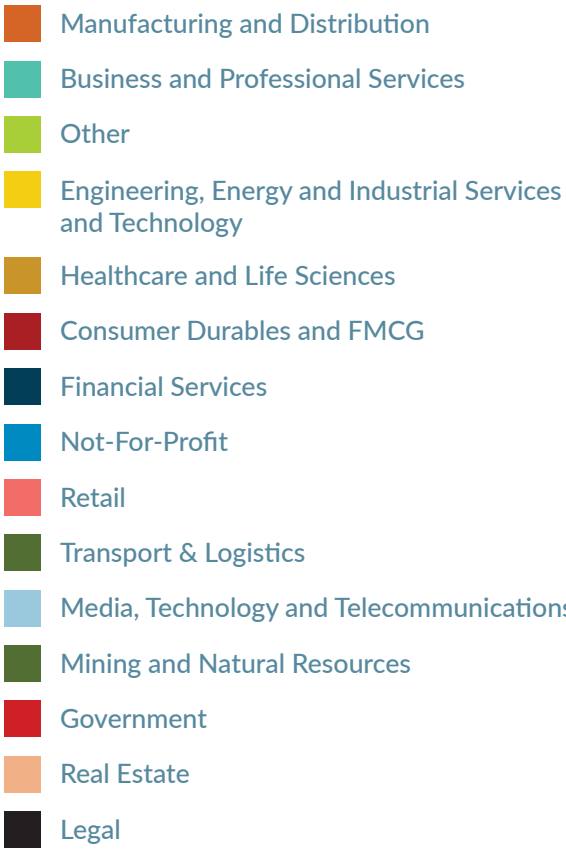 Manufacturing and Distribution
Business and Professional Services
Other
Engineering, Energy and Industrial Services
and Technology
Healthcare and Life Sciences
Consumer Durables and FMCG
Financial Services
Not-For-Profit
Retail
Transport & Logistics
Media, Technology and Telecommunications
Mining and Natural Resources
Government
Real Estate
Legal